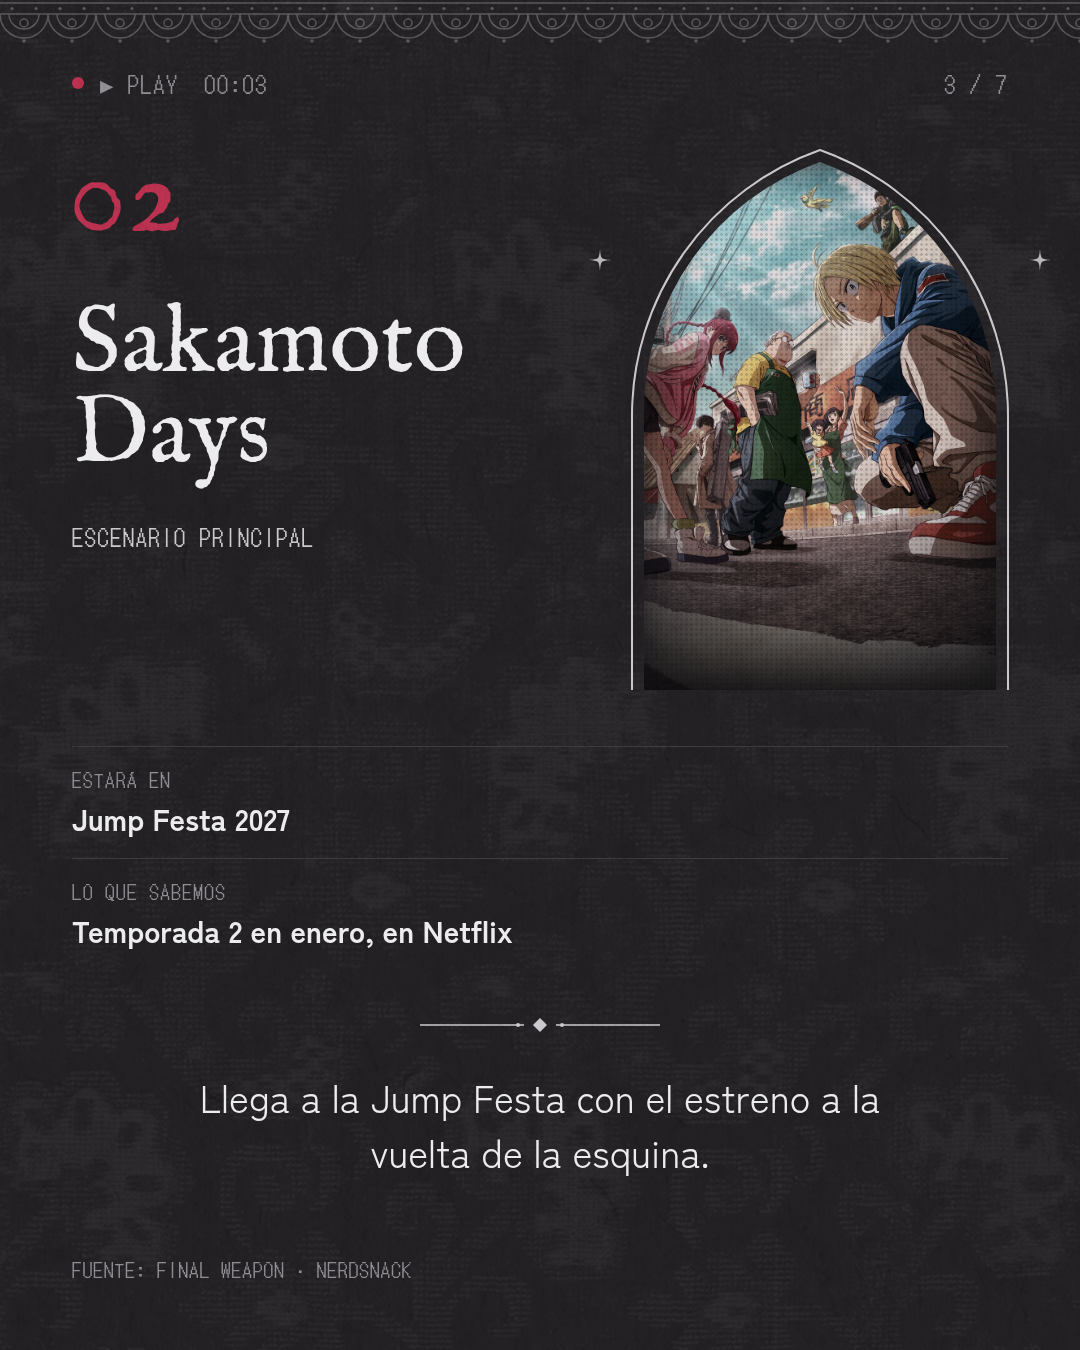 ▶ PLAY 00:03
3 / 7
02
Sakamoto
Days
ESCENARIO PRINCIPAL
商
ESTARÁ EN
Jump Festa 2027
LO QUE SABEMOS
Temporada 2 en enero, en Netflix
Llega a la Jump Festa con el estreno a la
vuelta de la esquina.
FUENTE: FINAL WEAPON · NERDSNACK